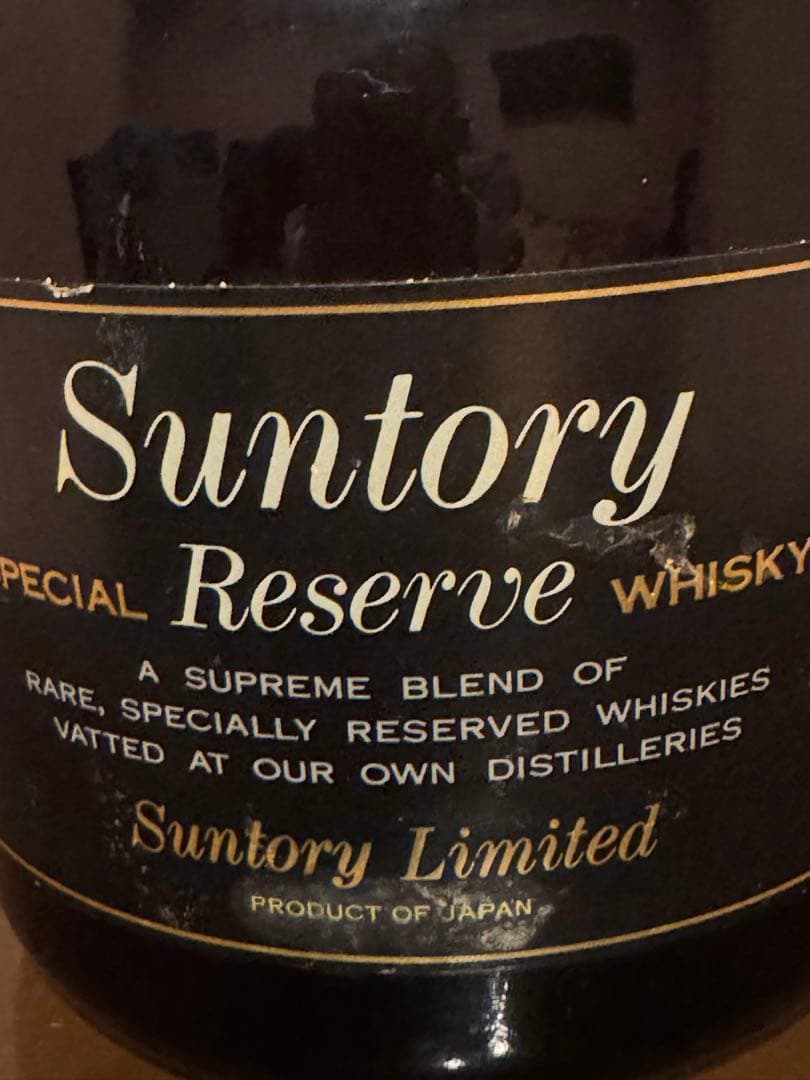 Suntory
SPECIAL Reserve WHISKY
A SUPREME BLEND OF
RARE, SPECIALLY RESERVED WHISKIES
VATTED AT OUR OWN DISTILLERIES
Suntory Limited
PRODUCT OF JAPAN